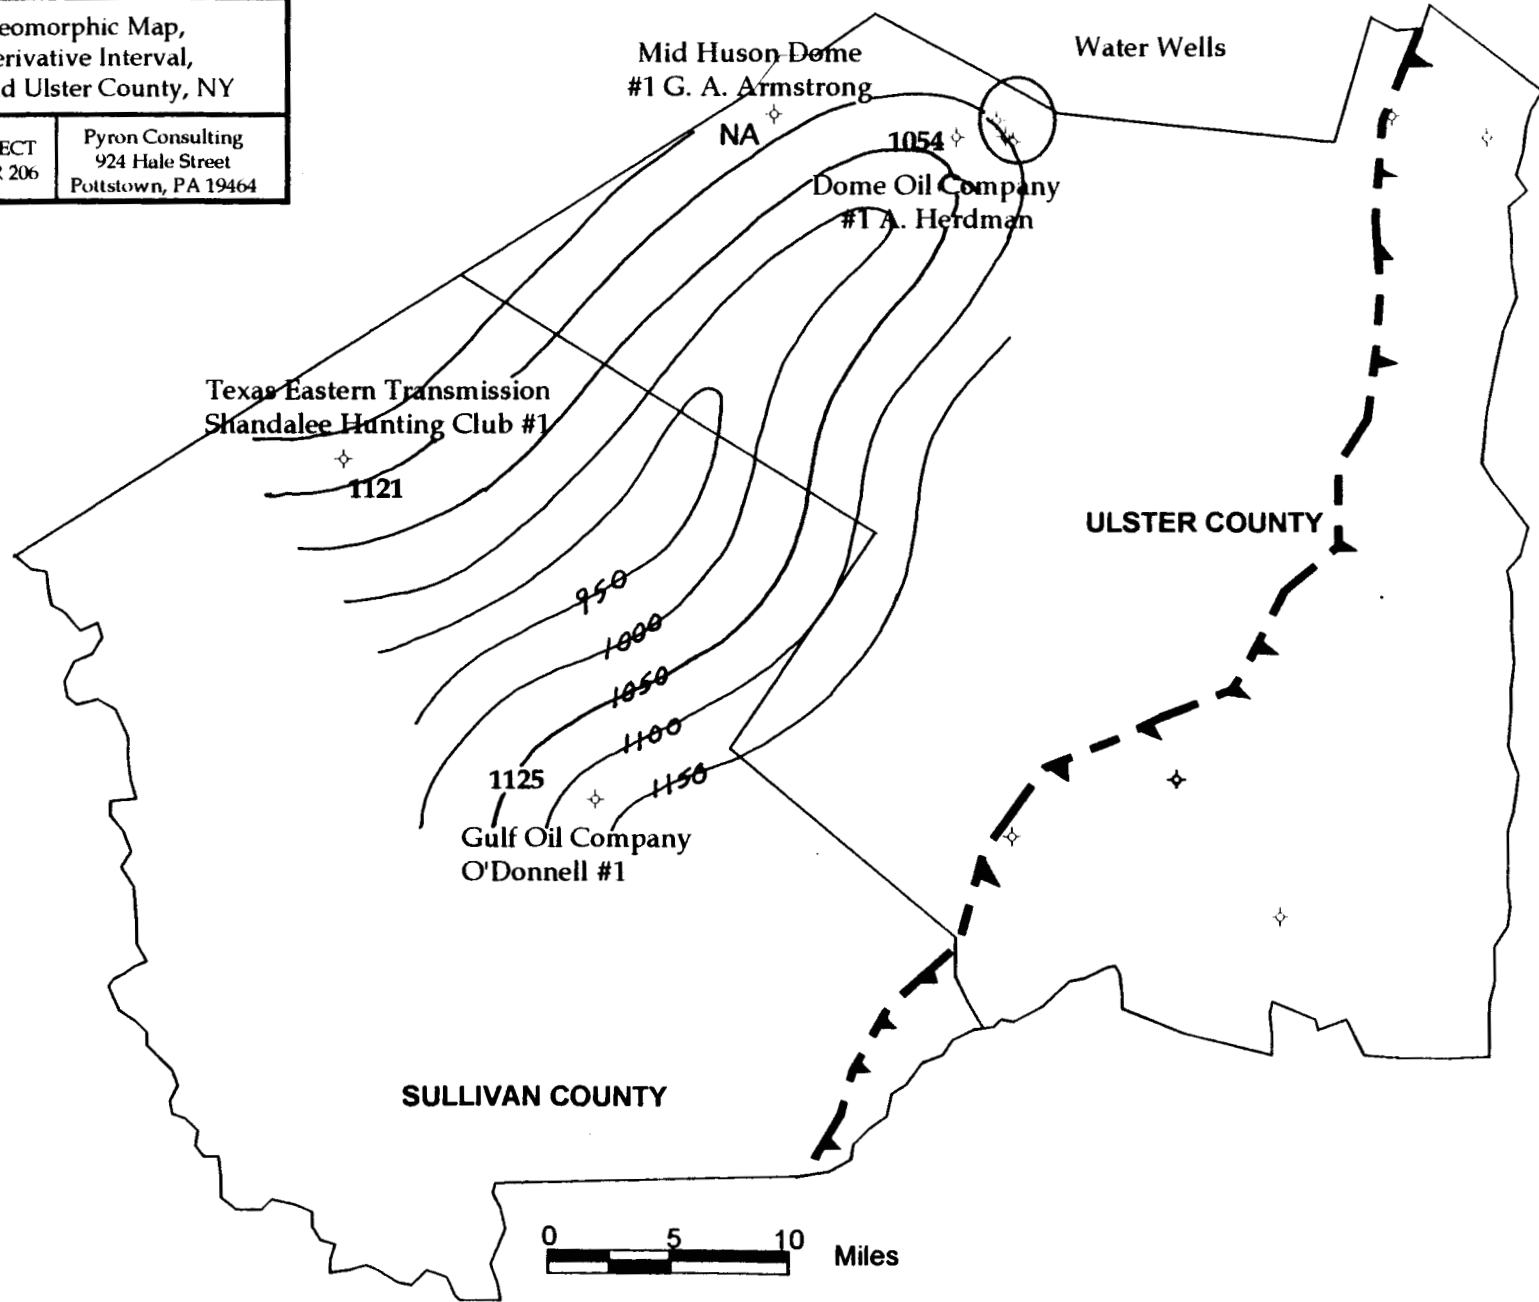 eomorphic Map,
erivative Interval,
d Ulster County, NY
ECT
R 206
Pyron Consulting
924 Hale Street
Pottstown, PA 19464
Mid Huson Dome
#1 G. A. Armstrong
NA
Water Wells
1054
Dome Oil Company
#1 A. Herdman
Texas Eastern Transmission
Shandalee Hunting Club #1
1121
ULSTER COUNTY
950
1000
1050
1100
1150
1125
Gulf Oil Company
O'Donnell #1
SULLIVAN COUNTY
0 5 10 Miles